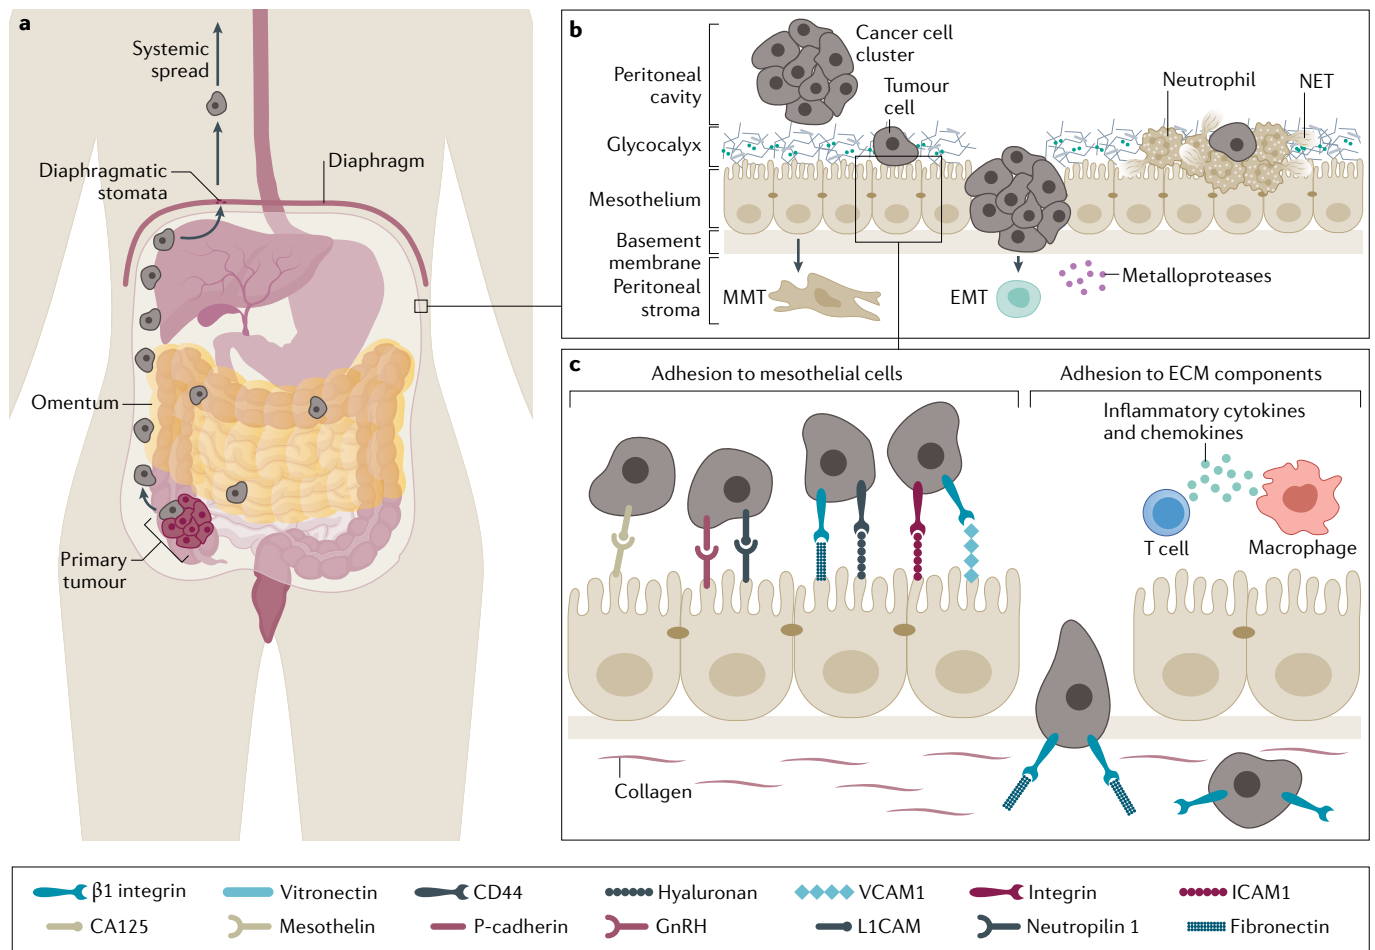 a
Systemic
spread
Diaphragmatic
stomata
Diaphragm
Omentum
Primary
tumour
b
Peritoneal
cavity
Glycocalyx
Mesothelium
Basement
membrane
Peritoneal
stroma
Cancer cell
cluster
Tumour
cell
Neutrophil
NET
MMT
EMT
Metalloproteases
c
Adhesion to mesothelial cells
Adhesion to ECM components
Inflammatory cytokines
and chemokines
T cell
Macrophage
Collagen
β1 integrin
Vitronectin
CD44
Hyaluronan
VCAM1
Integrin
ICAM1
CA125
Mesothelin
P-cadherin
GnRH
L1CAM
Neutropilin 1
Fibronectin